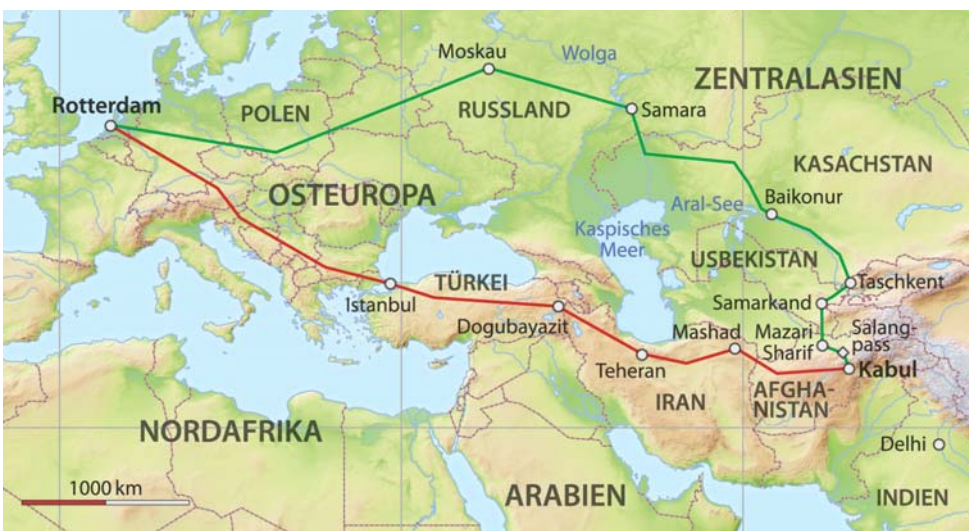 Moskau
Wolga
ZENTRALASIEN
Rotterdam
POLEN
RUSSLAND
Samara
KASACHSTAN
OSTEUROPA
Aral-See
Baikonur
Kaspisches
Meer
USBEKISTAN
TÜRKEI
Taschkent
Istanbul
Samarkand
Dogubayazit
Mashad
Mazari
Sharif
Salang-
pass
Teheran
Kabul
IRAN
AFGHA-
NISTAN
NORDAFRIKA
Delhi
1000 km
ARABIEN
INDIEN